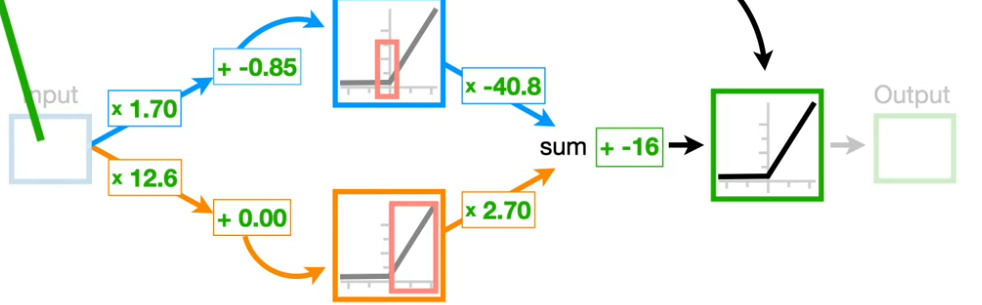 + -0.85
Input
x 1.70
x -40.8
Output
sum + -16
x 12.6
+ 0.00
x 2.70